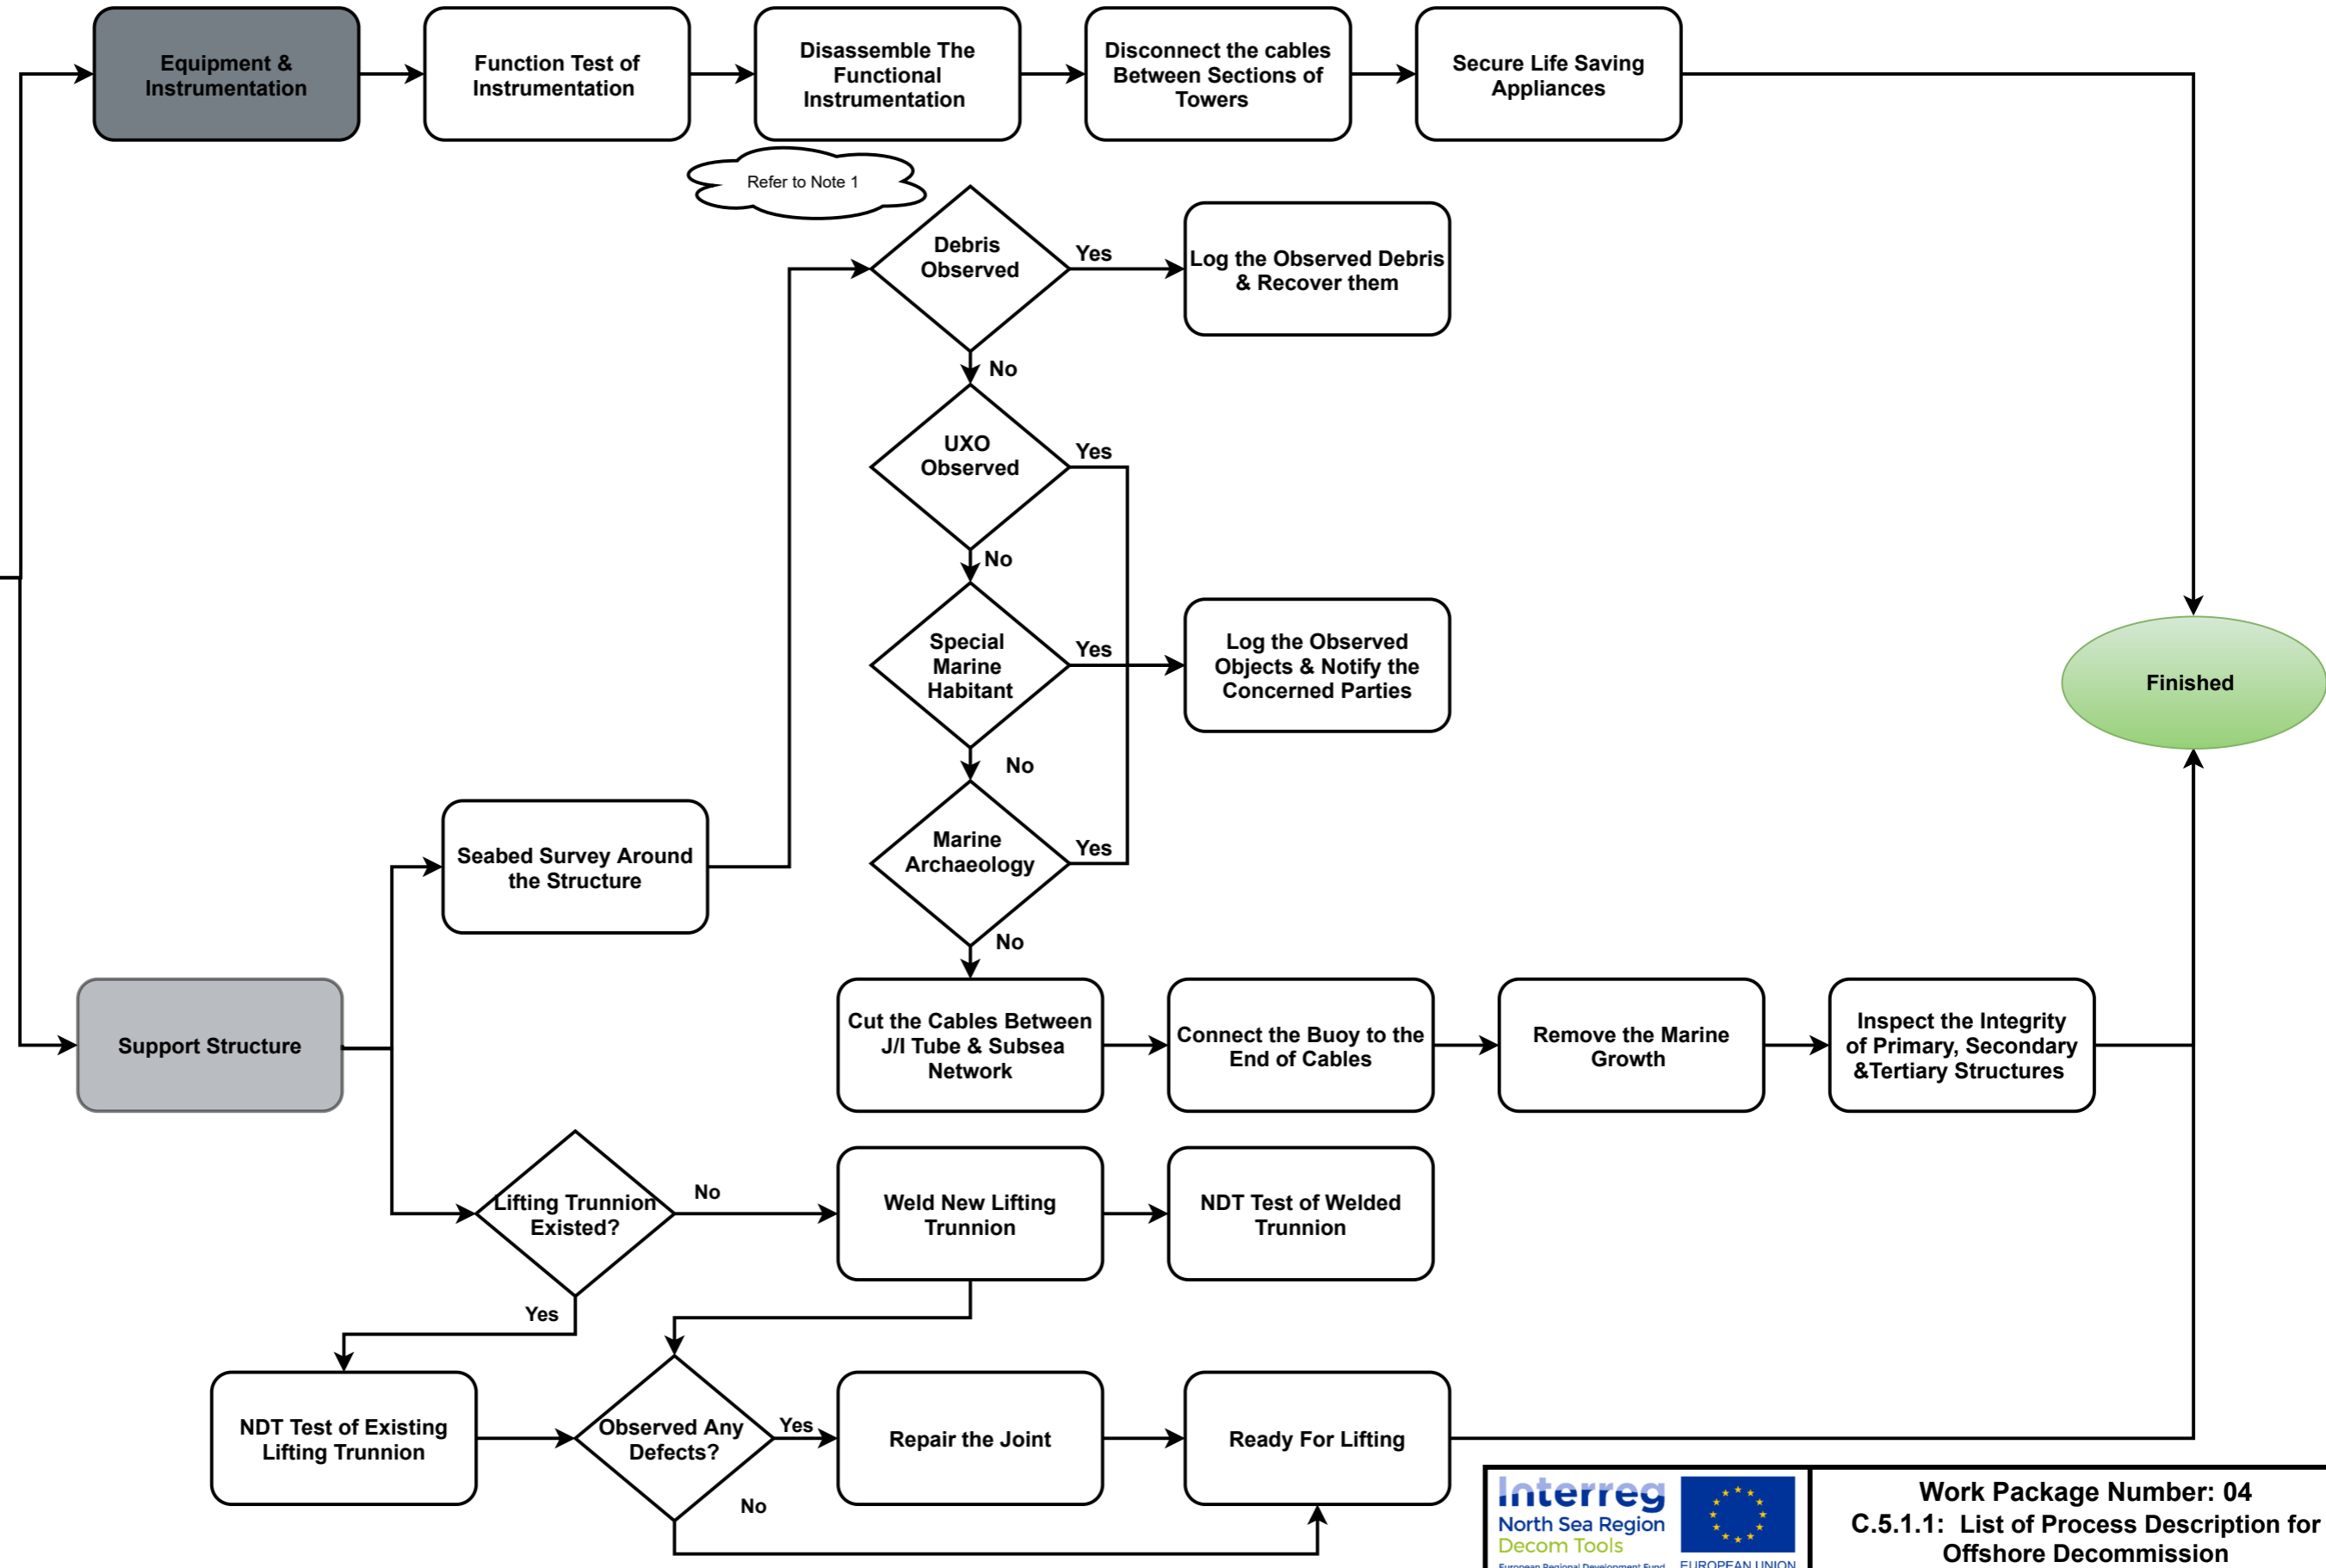 Equipment &
Instrumentation
Function Test of
Instrumentation
Disassemble The
Functional
Instrumentation
Disconnect the cables
Between Sections of
Towers
Secure Life Saving
Appliances
Refer to Note 1
Debris
Observed
Yes
Log the Observed Debris
& Recover them
No
UXO
Observed
Yes
No
Special
Marine
Habitant
Yes
Log the Observed
Objects & Notify the
Concerned Parties
Finished
No
Marine
Archaeology
Yes
Seabed Survey Around
the Structure
No
Support Structure
Cut the Cables Between
J/I Tube & Subsea
Network
Connect the Buoy to the
End of Cables
Remove the Marine
Growth
Inspect the Integrity
of Primary, Secondary
&Tertiary Structures
Lifting Trunnion
Existed?
No
Weld New Lifting
Trunnion
NDT Test of Welded
Trunnion
Yes
NDT Test of Existing
Lifting Trunnion
Observed Any
Defects?
Yes
Repair the Joint
Ready For Lifting
No
Interreg
North Sea Region
Decom Tools
European Regional Development Fund
EUROPEAN UNION
Work Package Number: 04
C.5.1.1: List of Process Description for
Offshore Decommission